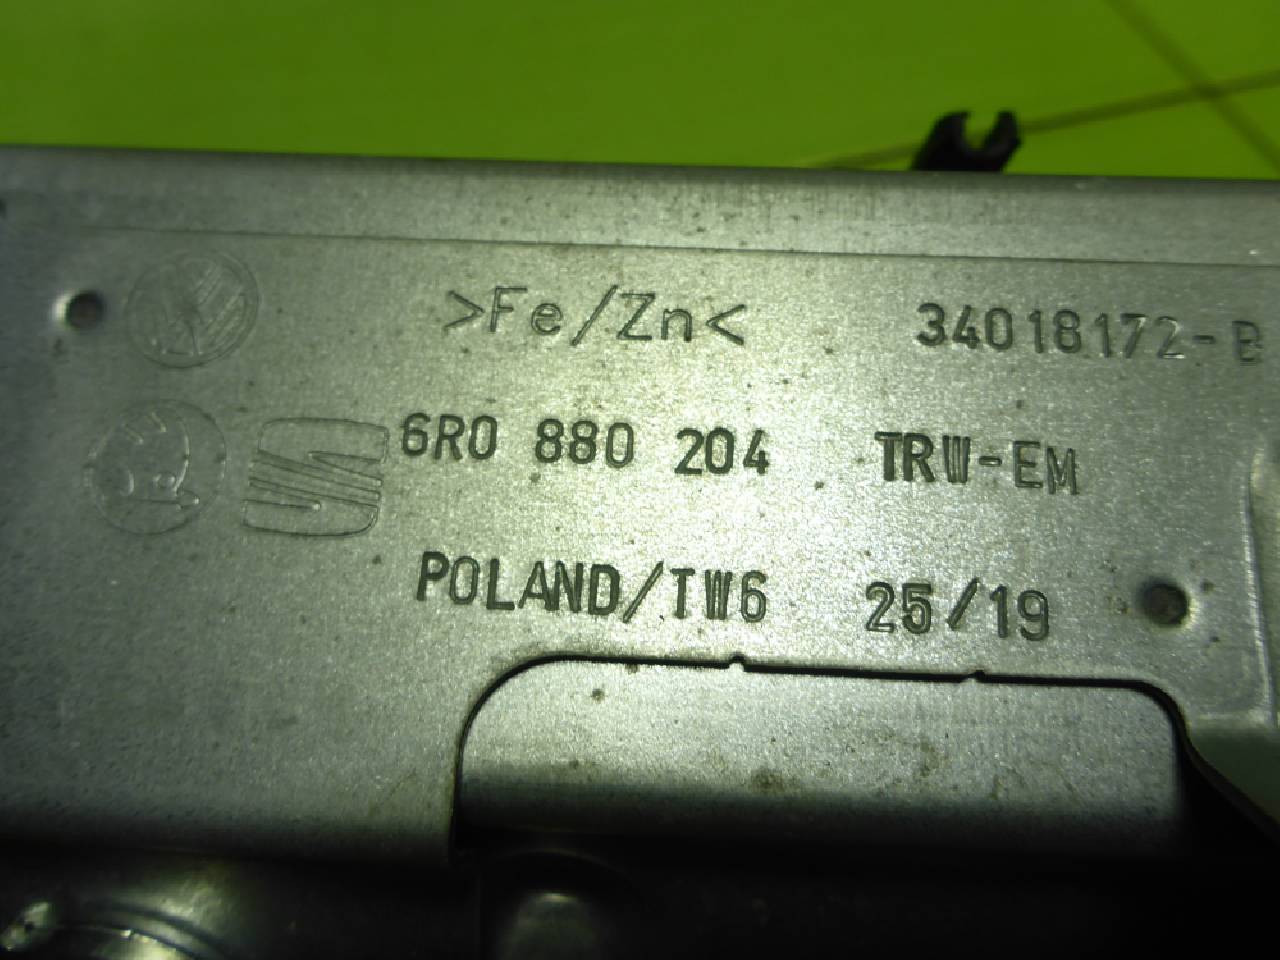 >Fe/Zn< 34018172-B
6R0 880 204 TRW-EM
POLAND/TW6 25/19